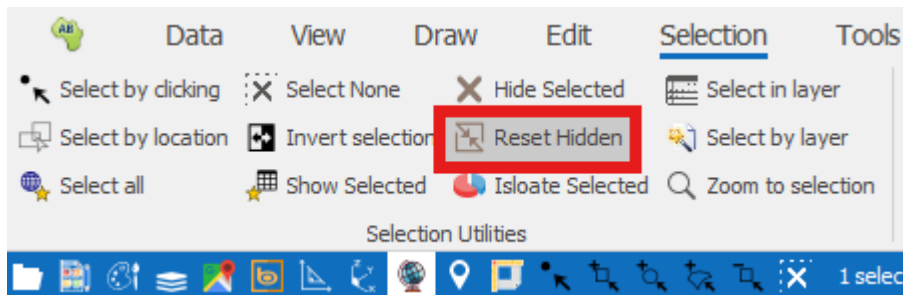 AB Data View Draw Edit Selection Tools
Select by clicking Select None Hide Selected Select in layer
Select by location Invert selection Reset Hidden Select by layer
Select all Show Selected Isloate Selected Zoom to selection
Selection Utilities
1 selec